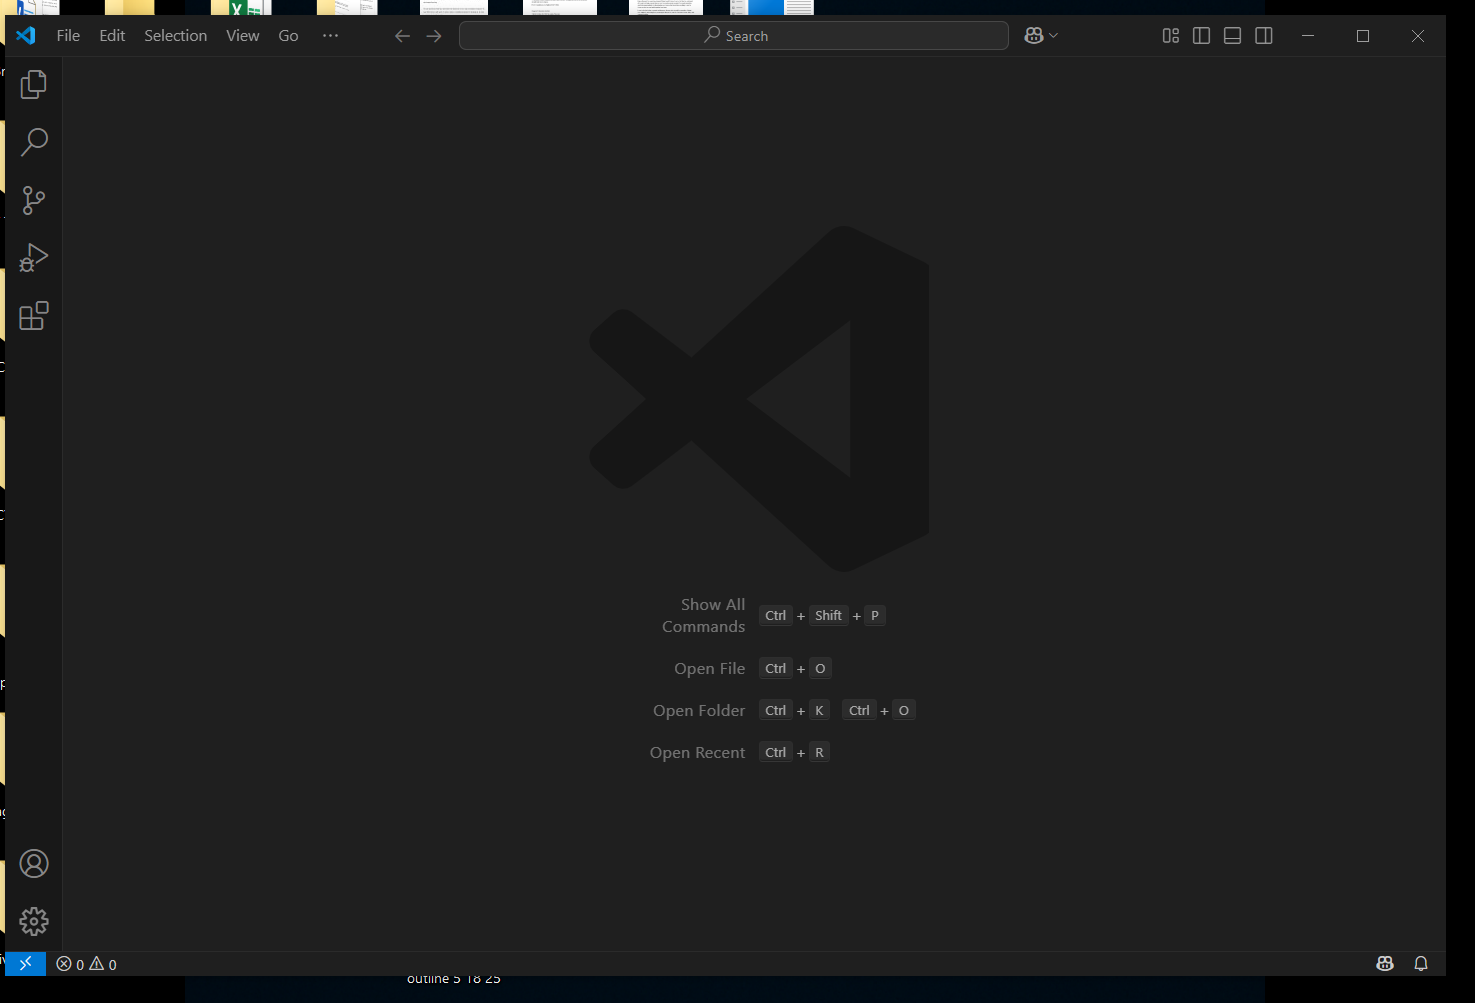 File Edit Selection View Go ···
Search
Show All
Commands
Ctrl + Shift + P
Open File Ctrl + O
Open Folder Ctrl + K Ctrl + O
Open Recent Ctrl + R
0 0
outline 5 18 25